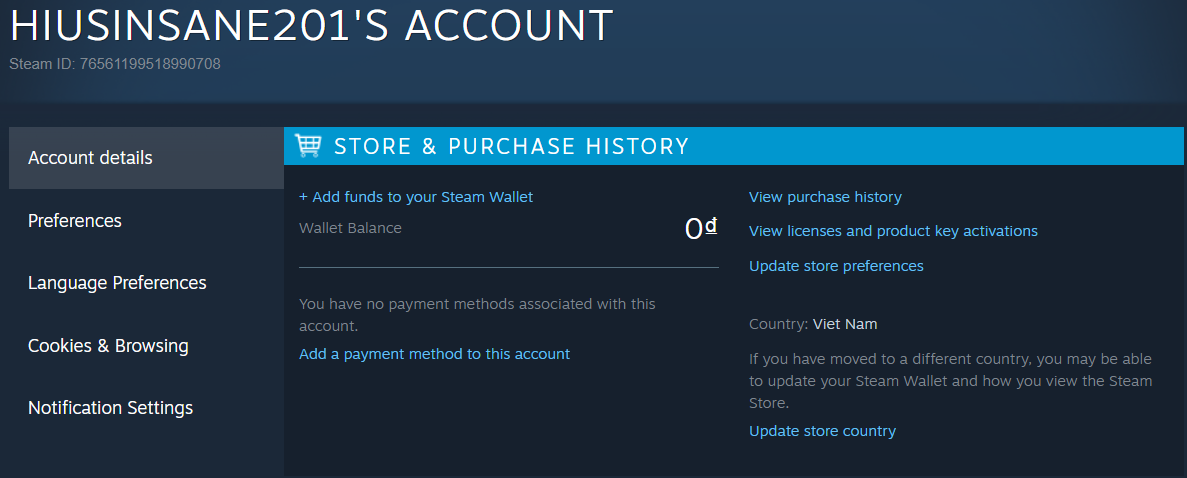 HIUSINSANE201'S ACCOUNT
Steam ID: 76561199518990708
Account details
Preferences
Language Preferences
Cookies & Browsing
Notification Settings
STORE & PURCHASE HISTORY
+ Add funds to your Steam Wallet
Wallet Balance 0₫
You have no payment methods associated with this
account.
Add a payment method to this account
View purchase history
View licenses and product key activations
Update store preferences
Country: Viet Nam
If you have moved to a different country, you may be able
to update your Steam Wallet and how you view the Steam
Store.
Update store country